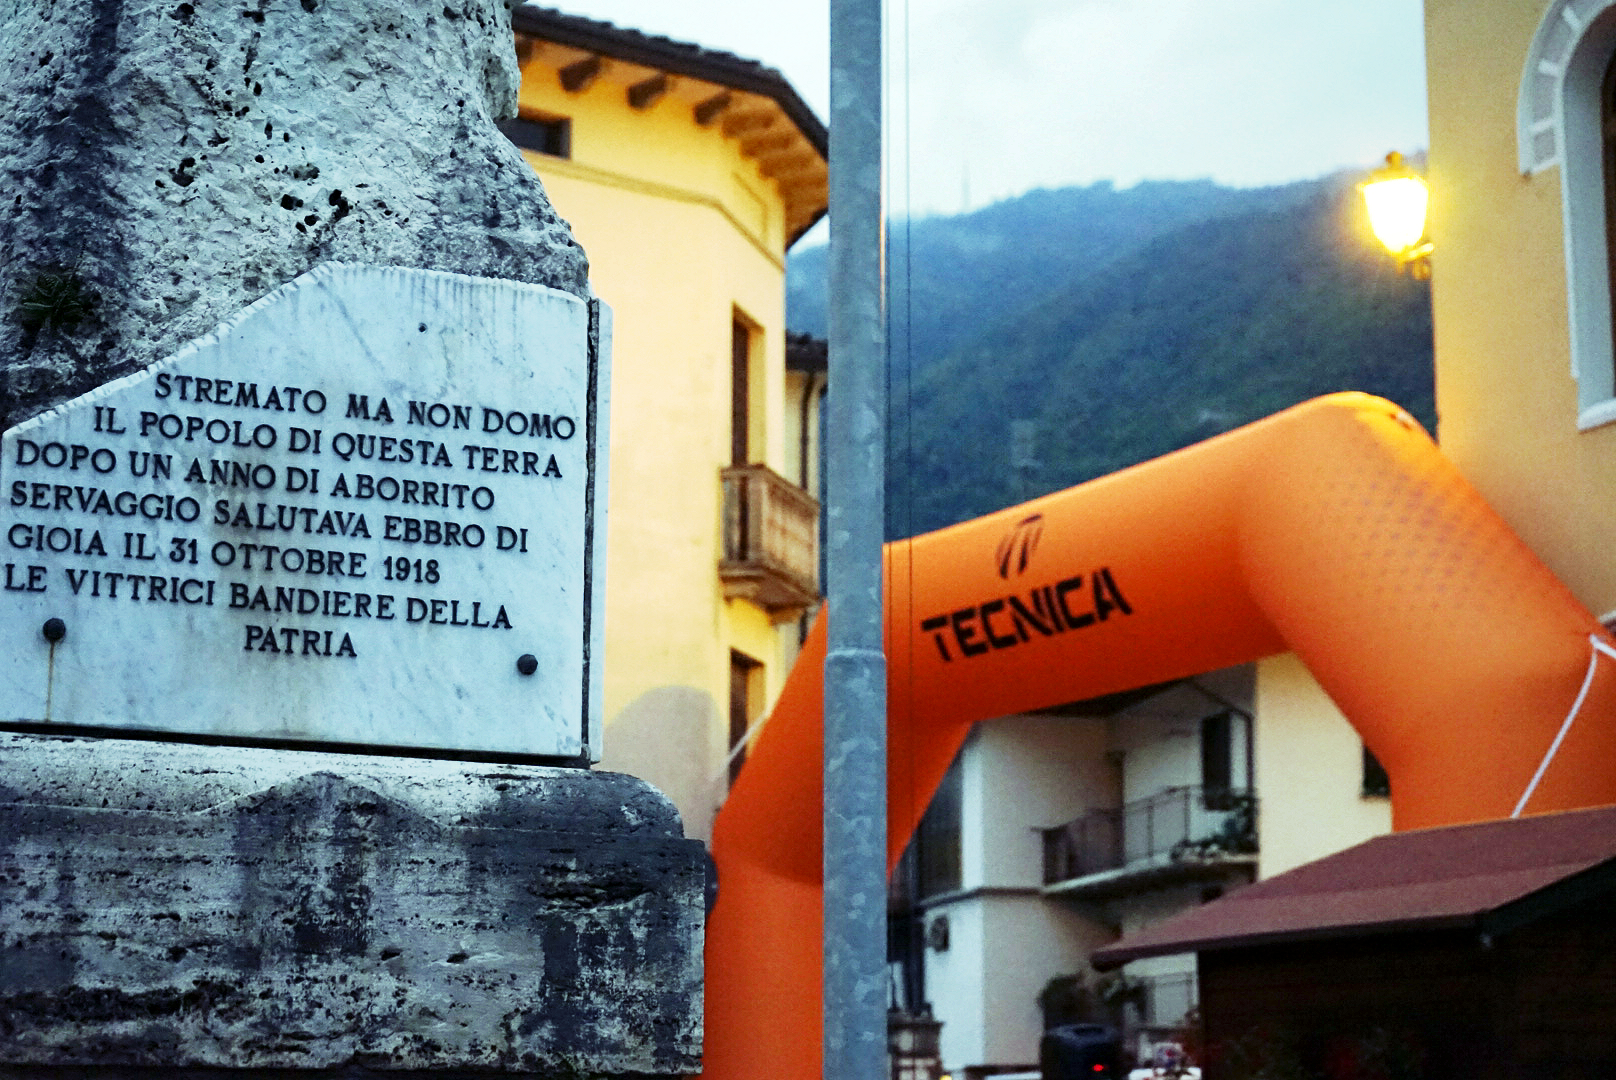 STREMATO MA NON DOMO
IL POPOLO DI QUESTA TERRA
DOPO UN ANNO DI ABORRITO
SERVAGGIO SALUTAVA EBBRO DI
GIOIA IL 31 OTTOBRE 1918
LE VITTRICI BANDIERE DELLA
PATRIA
TECNICA